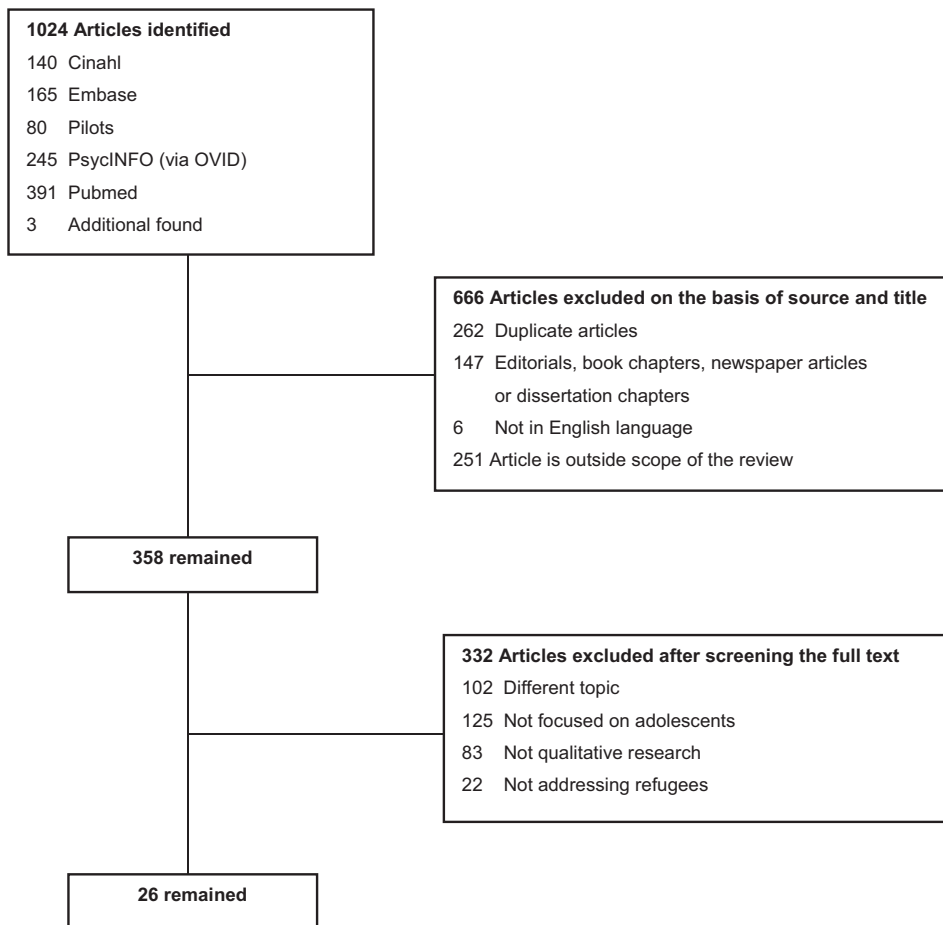 1024 Articles identified
140 Cinahl
165 Embase
80 Pilots
245 PsycINFO (via OVID)
391 Pubmed
3 Additional found
666 Articles excluded on the basis of source and title
262 Duplicate articles
147 Editorials, book chapters, newspaper articles
or dissertation chapters
6 Not in English language
251 Article is outside scope of the review
358 remained
332 Articles excluded after screening the full text
102 Different topic
125 Not focused on adolescents
83 Not qualitative research
22 Not addressing refugees
26 remained